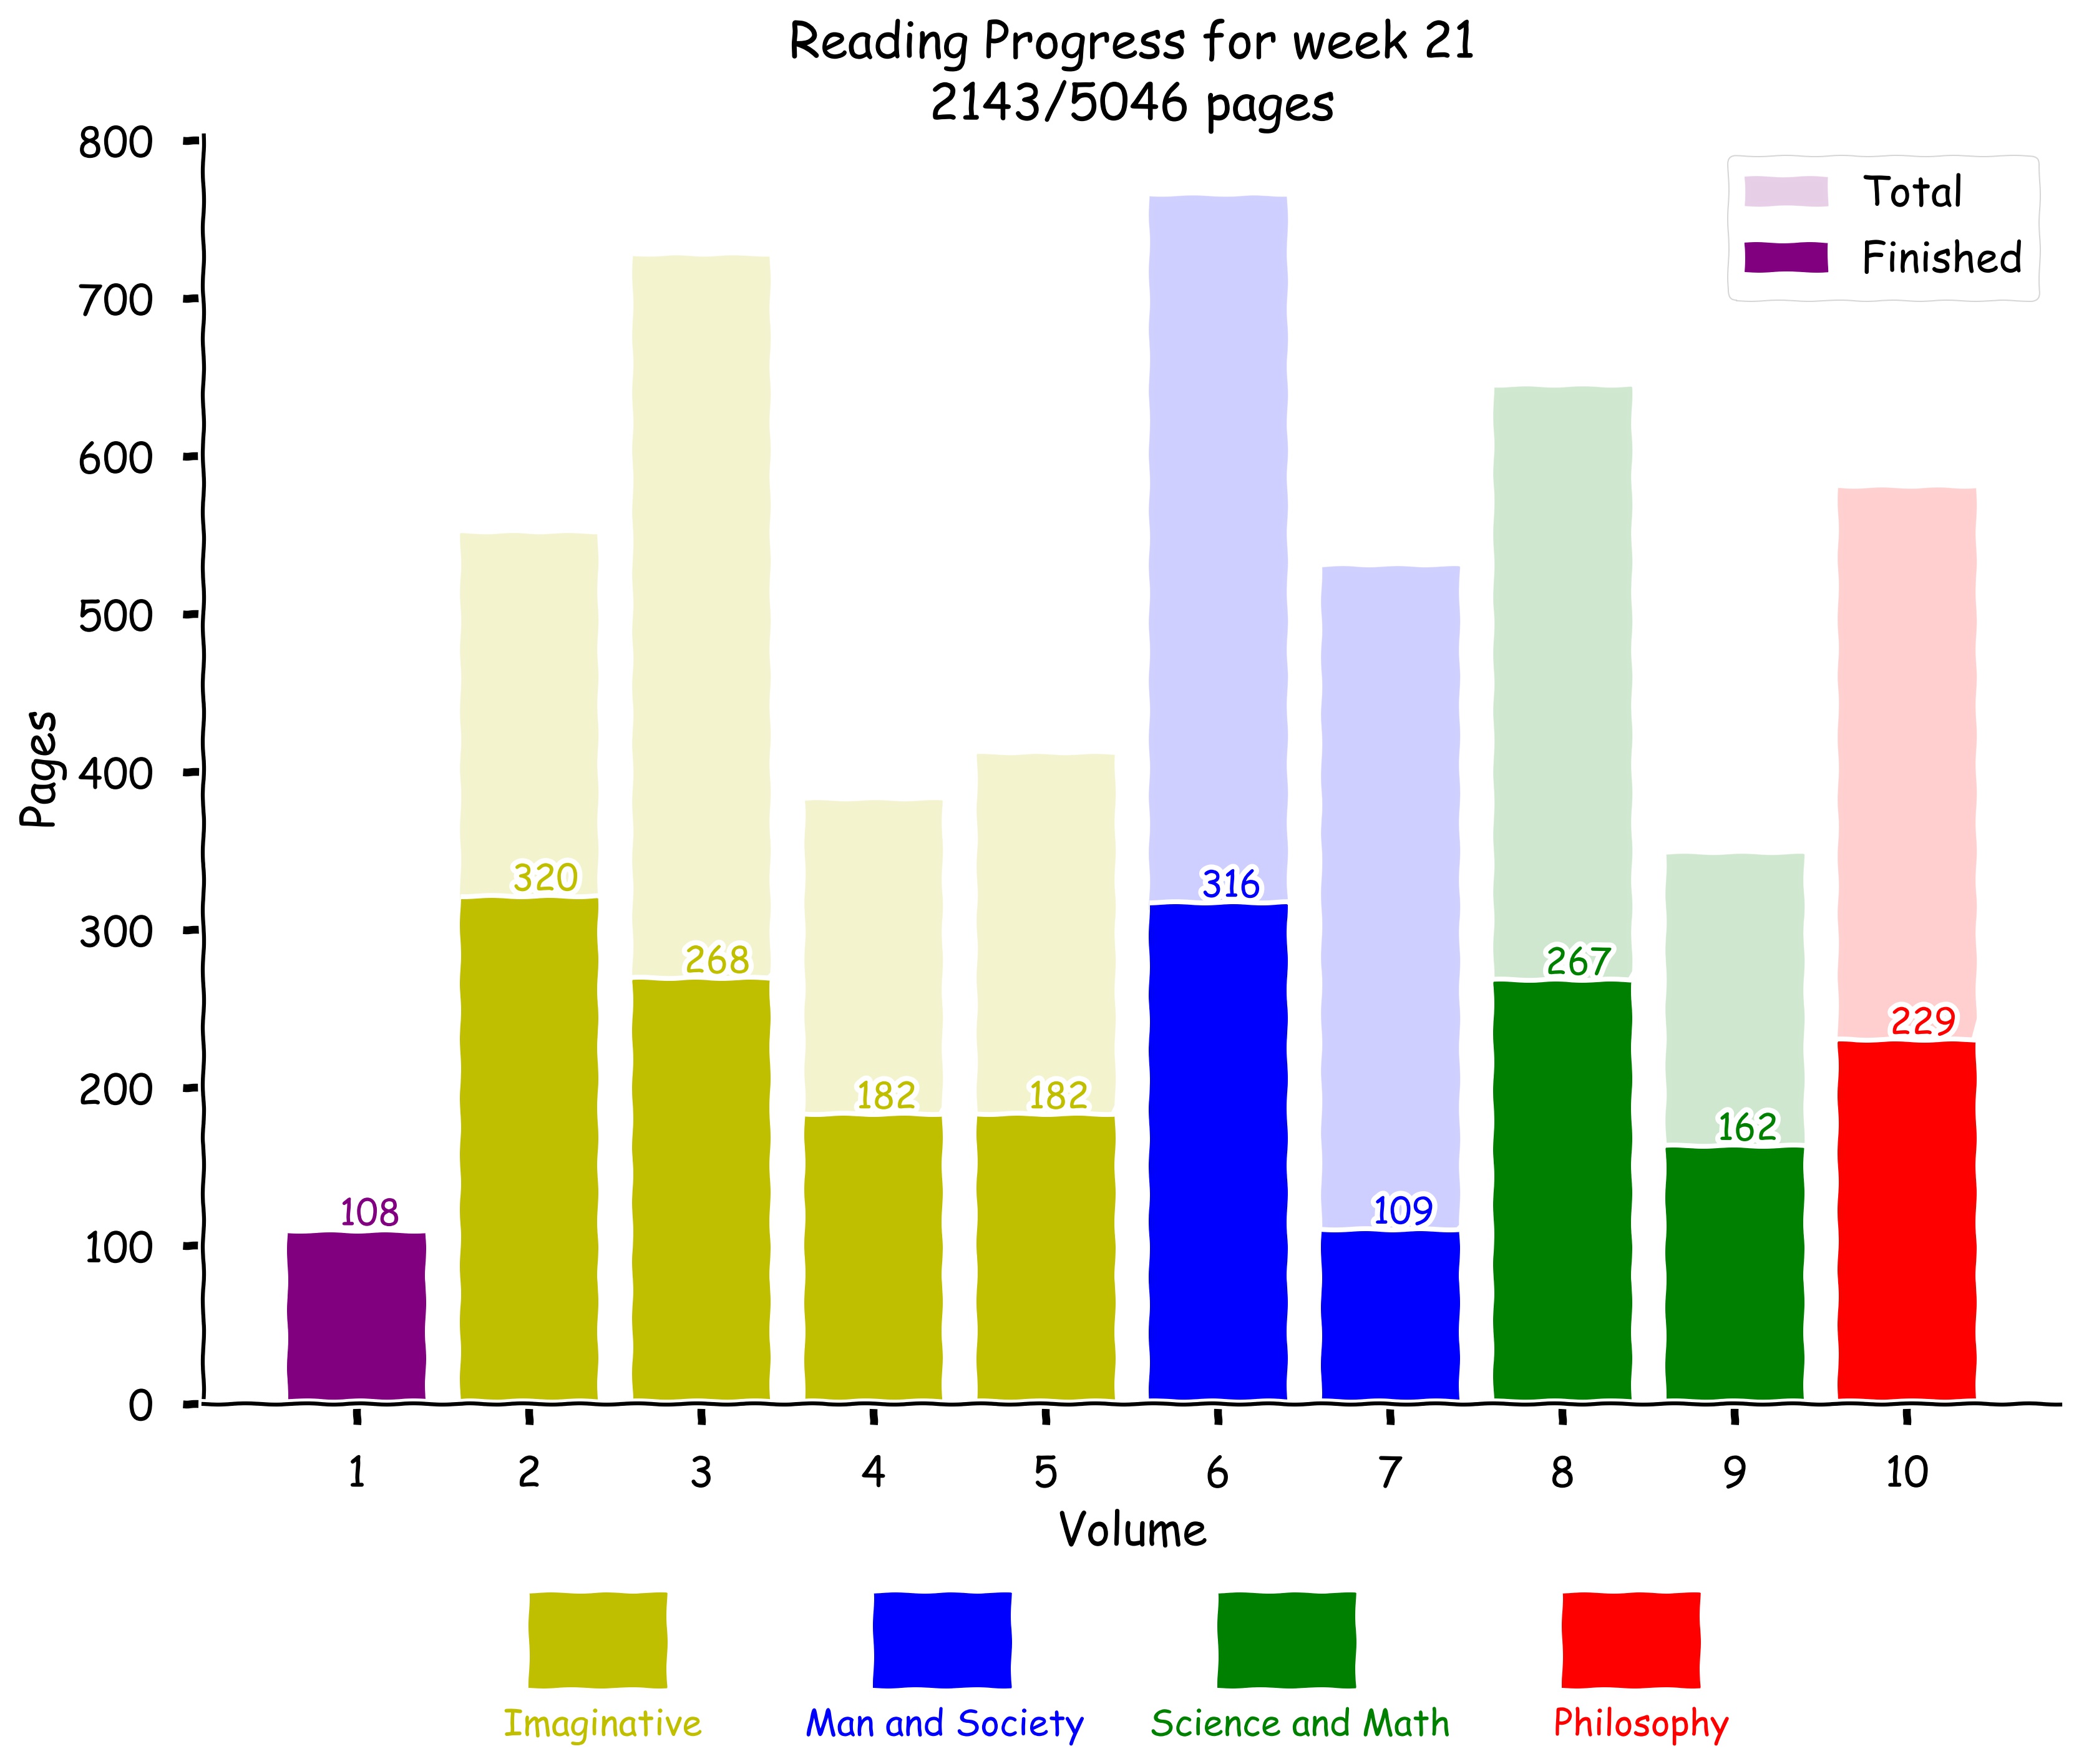 Reading Progress for week 21
2143/5046 pages
Total
Finished
800
700
600
500
400
300
200
100
0
Pages
108
320
268
182
182
316
109
267
162
229
1 2 3 4 5 6 7 8 9 10
Volume
Imaginative Man and Society Science and Math Philosophy